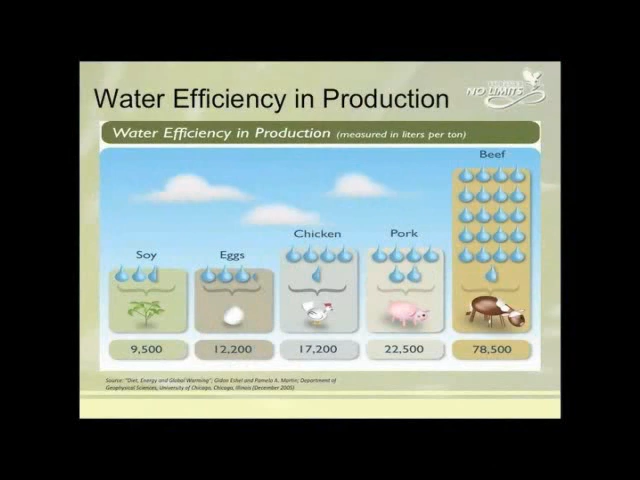 Water Efficiency in Production
NO LIMITS
Water Efficiency in Production (measured in liters per ton)
Beef
Chicken
Pork
Soy
Eggs
9,500
12,200
17,200
22,500
78,500
Source: "Diet, Energy and Global Warming", Gidon Eshel and Pamela A. Martin; Department of
Geophysical Sciences, University of Chicago, Chicago, Illinois (December 2005)